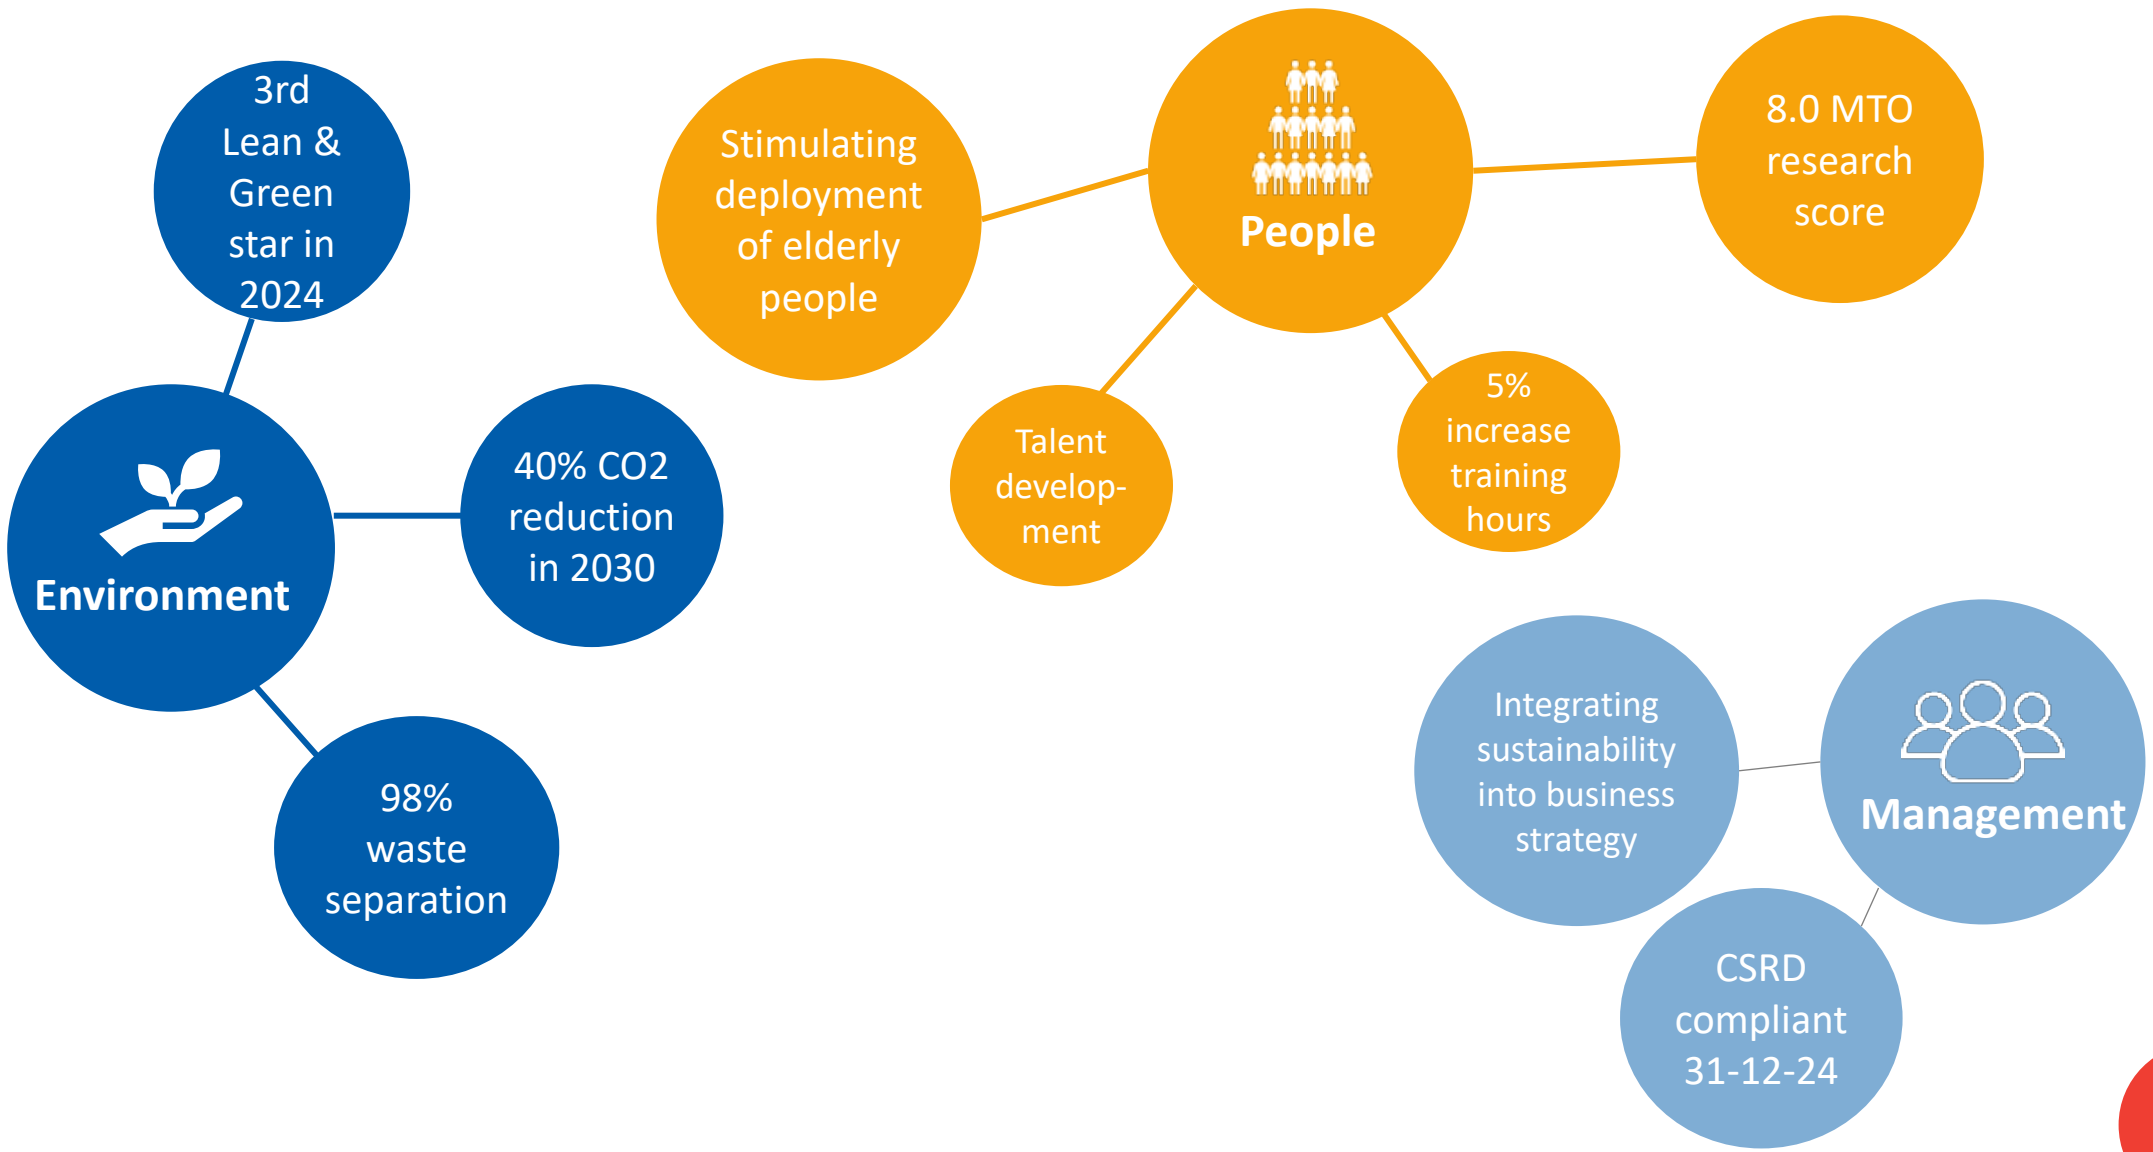 3rd
Lean &
Green
star in
2024
Environment
40% CO2
reduction
in 2030
98%
waste
separation
Stimulating
deployment
of elderly
people
People
8.0 MTO
research
score
Talent
develop-
ment
5%
increase
training
hours
Integrating
sustainability
into business
strategy
Management
CSRD
compliant
31-12-24